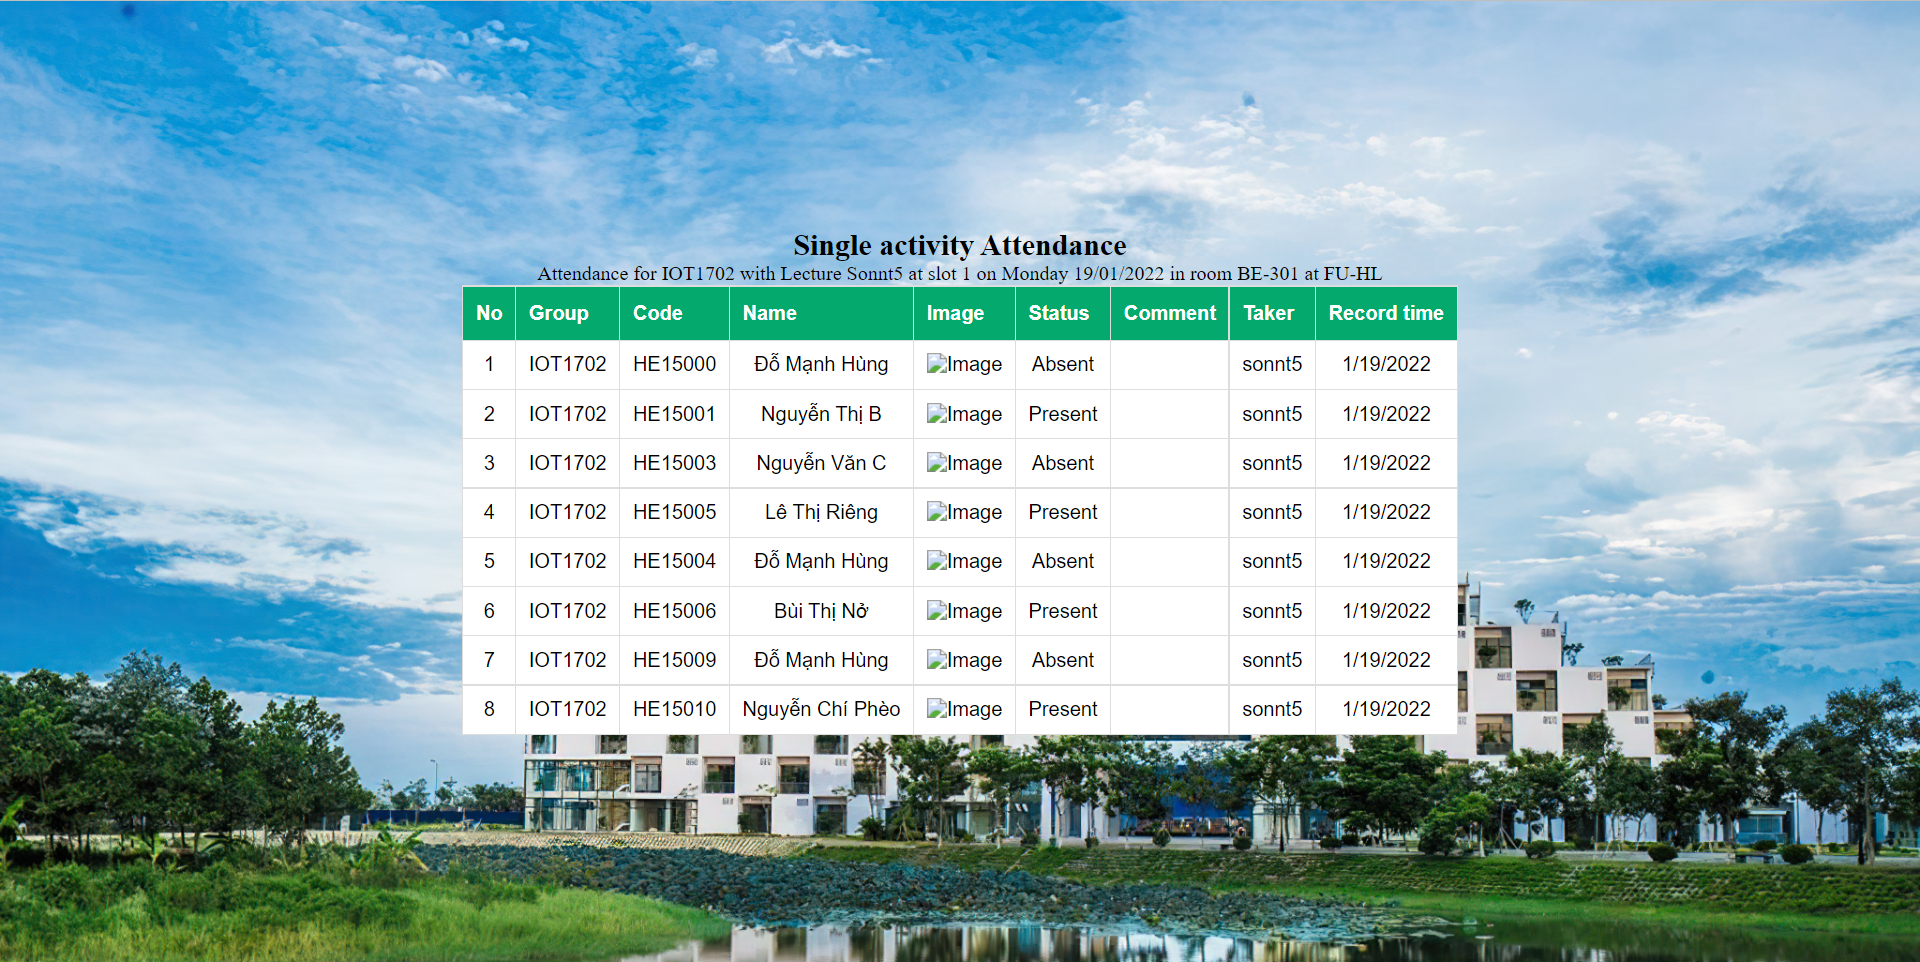 Single activity Attendance
Attendance for IOT1702 with Lecture Sonnt5 at slot 1 on Monday 19/01/2022 in room BE-301 at FU-HL
No Group Code Name Image Status Comment Taker Record time
1 IOT1702 HE15000 Đỗ Mạnh Hùng Image Absent sonnt5 1/19/2022
2 IOT1702 HE15001 Nguyễn Thị B Image Present sonnt5 1/19/2022
3 IOT1702 HE15003 Nguyễn Văn C Image Absent sonnt5 1/19/2022
4 IOT1702 HE15005 Lê Thị Riêng Image Present sonnt5 1/19/2022
5 IOT1702 HE15004 Đỗ Mạnh Hùng Image Absent sonnt5 1/19/2022
6 IOT1702 HE15006 Bùi Thị Nở Image Present sonnt5 1/19/2022
7 IOT1702 HE15009 Đỗ Mạnh Hùng Image Absent sonnt5 1/19/2022
8 IOT1702 HE15010 Nguyễn Chí Phèo Image Present sonnt5 1/19/2022